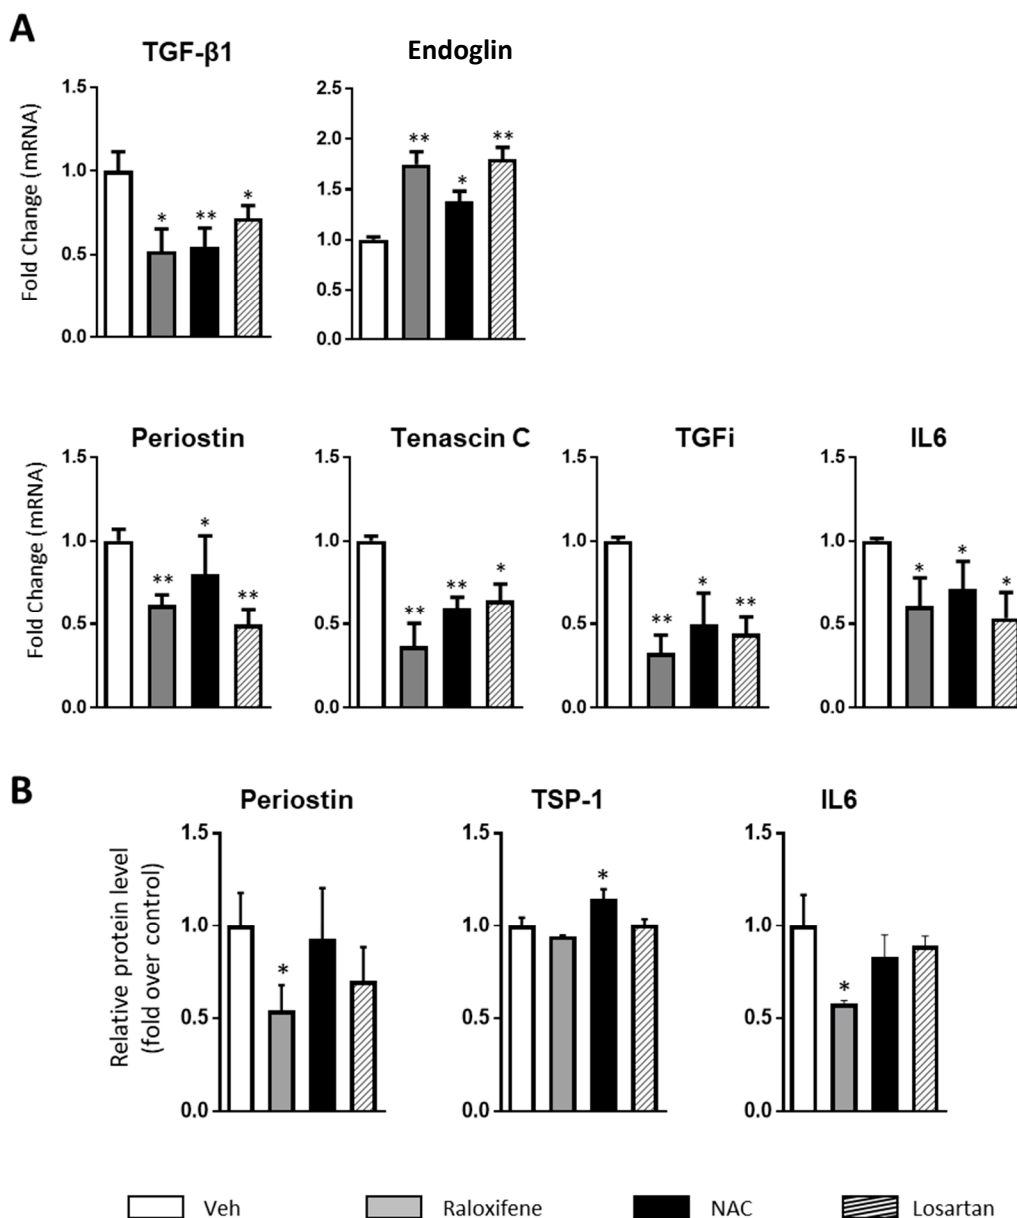 A
TGF-β1 Endoglin
Fold Change (mRNA)
1.5
1.0
0.5
0.0
* ** *
2.5
2.0
1.5
1.0
0.5
0.0
** * **
Periostin Tenascin C TGFi IL6
Fold Change (mRNA)
1.5
1.0
0.5
0.0
** * **
1.5
1.0
0.5
0.0
** ** *
1.5
1.0
0.5
0.0
** * **
1.5
1.0
0.5
0.0
* * *
B
Periostin TSP-1 IL6
Relative protein level
(fold over control)
1.5
1.0
0.5
0.0
*
1.5
1.0
0.5
0.0
*
1.5
1.0
0.5
0.0
*
Veh Raloxifene NAC Losartan